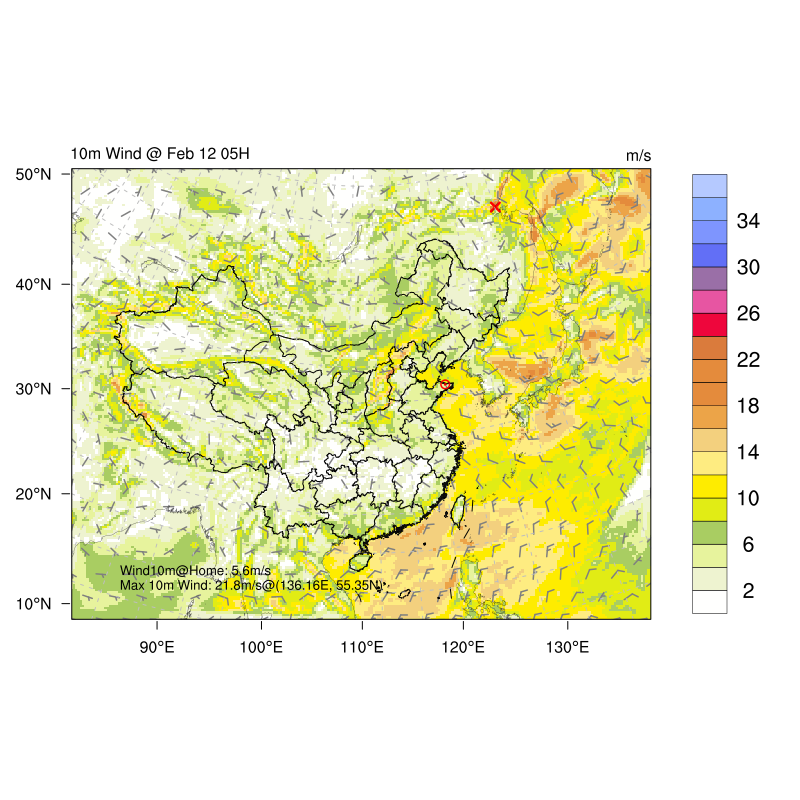 10m Wind @ Feb 12 05H
m/s
50°N
40°N
30°N
20°N
10°N
34
30
26
22
18
14
10
6
2
Wind10m@Home: 5.6m/s
Max 10m Wind: 21.8m/s@(136.16E, 55.35N)
90°E
100°E
110°E
120°E
130°E